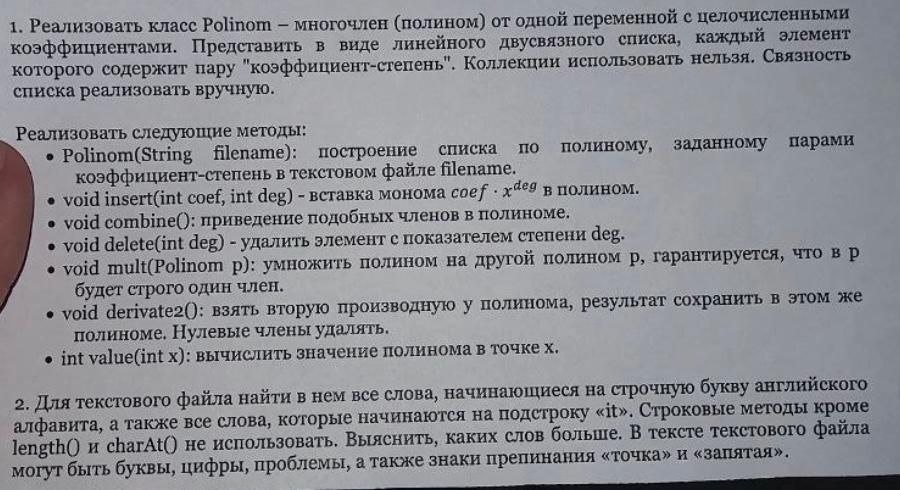 1. Реализовать класс Polinom – многочлен (полином) от одной переменной с целочисленными
коэффициентами. Представить в виде линейного двусвязного списка, каждый элемент
которого содержит пару "коэффициент-степень". Коллекции использовать нельзя. Связность
списка реализовать вручную.
Реализовать следующие методы:
• Polinom(String filename): построение списка по полиному, заданному парами
коэффициент-степень в текстовом файле filename.
• void insert(int coef, int deg) - вставка монома coef · x^deg в полином.
• void combine(): приведение подобных членов в полиноме.
• void delete(int deg) - удалить элемент с показателем степени deg.
• void mult(Polinom p): умножить полином на другой полином p, гарантируется, что в p
будет строго один член.
• void derivate2(): взять вторую производную у полинома, результат сохранить в этом же
полиноме. Нулевые члены удалять.
• int value(int x): вычислить значение полинома в точке x.
2. Для текстового файла найти в нем все слова, начинающиеся на строчную букву английского
алфавита, а также все слова, которые начинаются на подстроку «it». Строковые методы кроме
length() и charAt() не использовать. Выяснить, каких слов больше. В тексте текстового файла
могут быть буквы, цифры, проблемы, а также знаки препинания «точка» и «запятая».